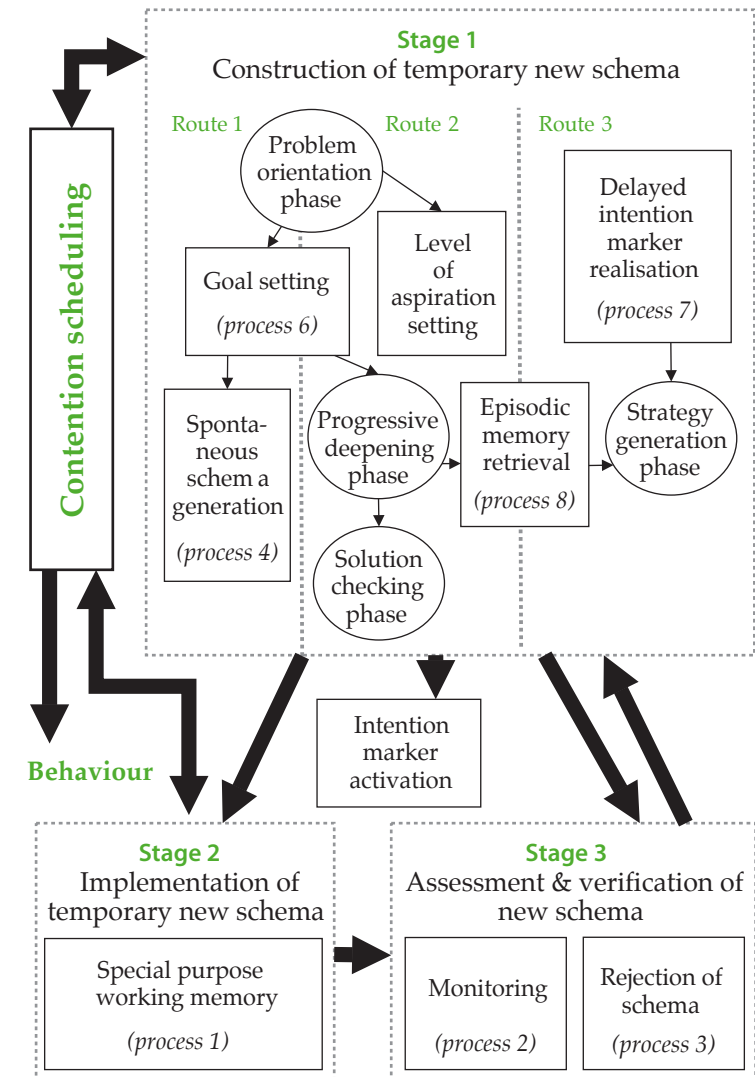 Stage 1
Construction of temporary new schema
Route 1
Route 2
Route 3
Problem
orientation
phase
Delayed
intention
marker
realisation
(process 7)
Level
of
aspiration
setting
Goal setting
(process 6)
Contention scheduling
Sponta-
neous
schem a
generation
(process 4)
Progressive
deepening
phase
Episodic
memory
retrieval
(process 8)
Strategy
generation
phase
Solution
checking
phase
Intention
marker
activation
Behaviour
Stage 2
Implementation of
temporary new schema
Special purpose
working memory
(process 1)
Stage 3
Assessment & verification of
new schema
Monitoring
(process 2)
Rejection of
schema
(process 3)